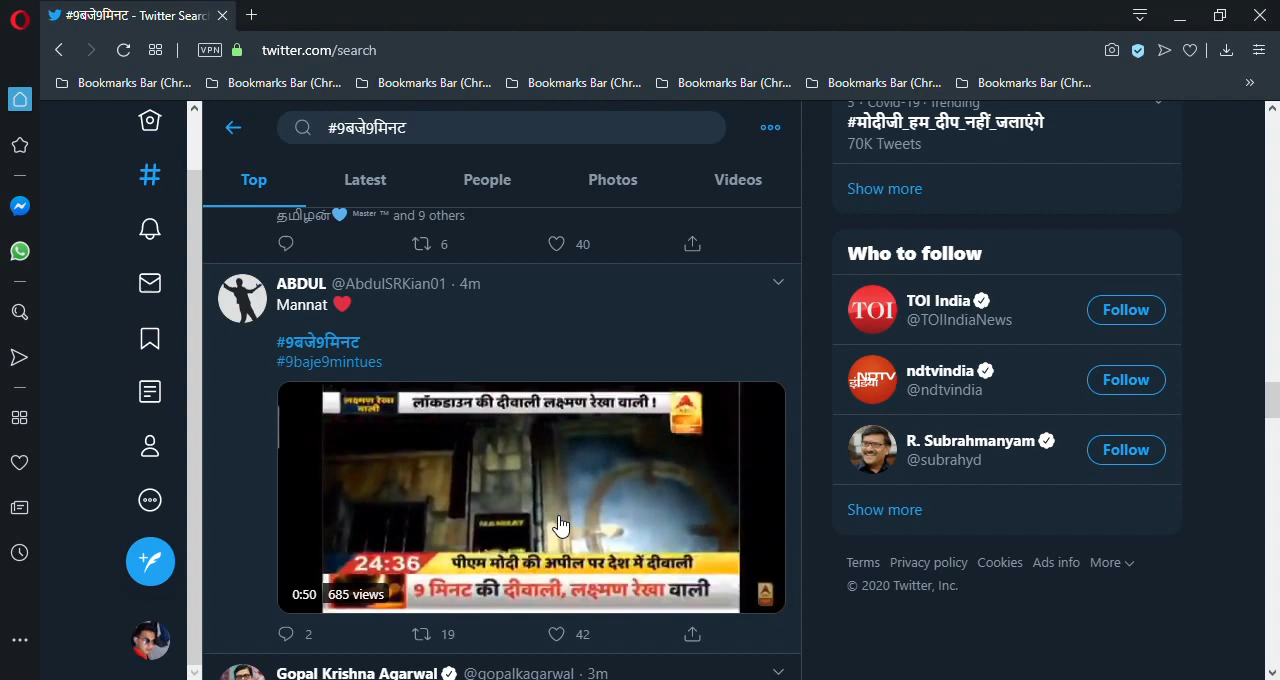 #9बजे9मिनट - Twitter Searc
VPN
twitter.com/search
Bookmarks Bar (Chr...
Bookmarks Bar (Chr...
Bookmarks Bar (Chr...
Bookmarks Bar (Chr...
Bookmarks Bar (Chr...
Bookmarks Bar (Chr...
Bookmarks Bar (Chr...
#9बजे9मिनट
Top
Latest
People
Photos
Videos
தமிழன்💙 Master ™ and 9 others
6
40
ABDUL @AbdulSRKian01 · 4m
Mannat ❤️
#9बजे9मिनट
#9baje9mintues
लक्ष्मण रेखा
वाली
लॉकडाउन की दीवाली लक्ष्मण रेखा वाली !
MANNAT
24:36
पीएम मोदी की अपील पर देश में दीवाली
0:50
685 views
9 मिनट की दीवाली, लक्ष्मण रेखा वाली
2
19
42
Gopal Krishna Agarwal @gopalkagarwal · 3m
5 · Covid-19 · Trending
#मोदीजी_हम_दीप_नहीं_जलाएंगे
70K Tweets
Show more
Who to follow
TOI
TOI India
@TOIIndiaNews
Follow
NDTV
इंडिया
ndtvindia
@ndtvindia
Follow
R. Subrahmanyam
@subrahyd
Follow
Show more
Terms Privacy policy Cookies Ads info More
© 2020 Twitter, Inc.